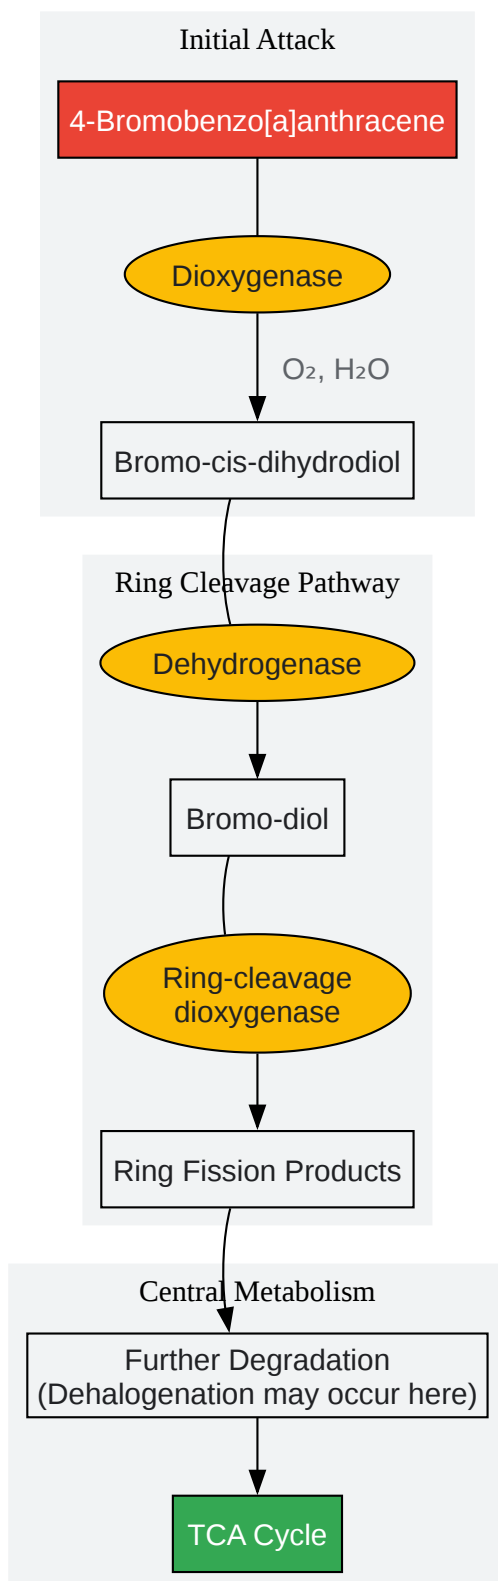 Initial Attack
4-Bromobenzo[a]anthracene
Dioxygenase
O₂, H₂O
Bromo-cis-dihydrodiol
Ring Cleavage Pathway
Dehydrogenase
Bromo-diol
Ring-cleavage
dioxygenase
Ring Fission Products
Central Metabolism
Further Degradation
(Dehalogenation may occur here)
TCA Cycle